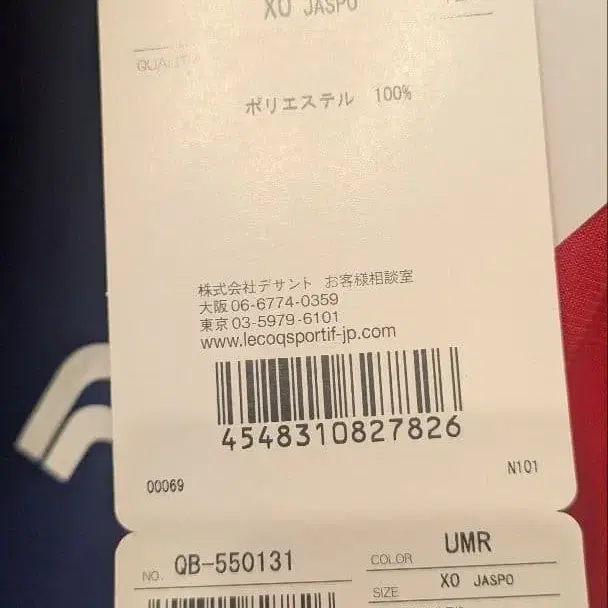 XO JASPO
QUALITY
ポリエステル 100%
株式会社デサント お客様相談室
大阪 06-6774-0359
東京 03-5979-6101
www.lecoqsportif-jp.com
4548310827826
00069 N101
NO. QB-550131 COLOR UMR
SIZE XO JASPO